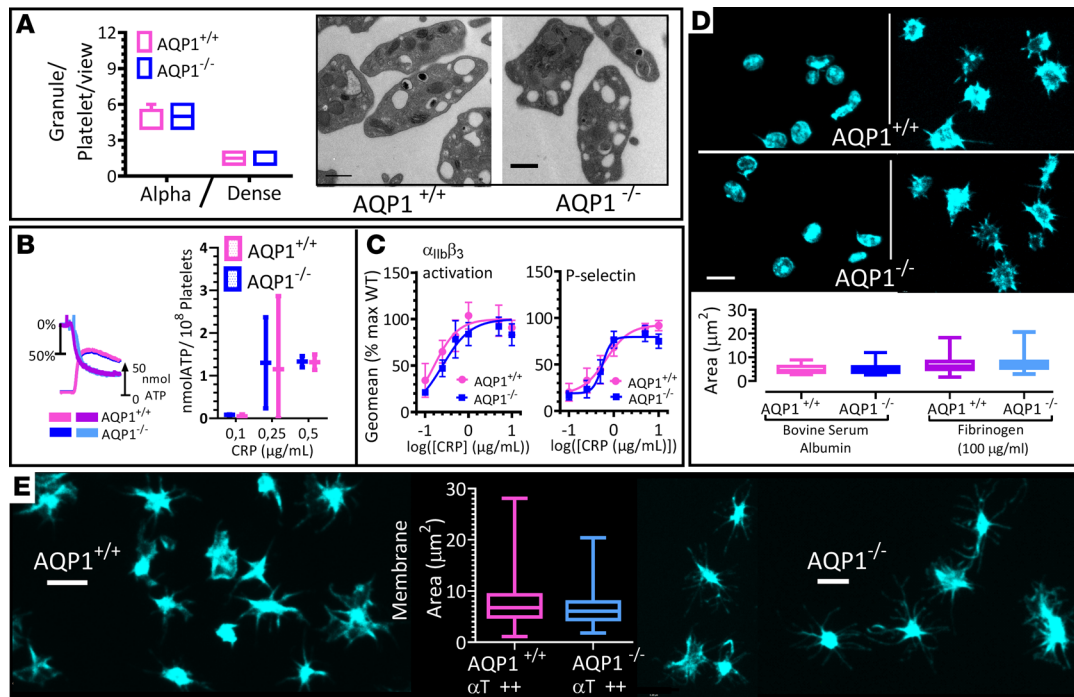 A
Granule/
Platelet/view
12
9
6
3
0
Alpha / Dense
AQP1+/+
AQP1-/-
AQP1 +/+
AQP1 -/-
B
0%
50%
50
nmol
0 ATP
AQP1+/+
AQP1-/-
nmolATP/ 10⁸ Platelets
4
3
2
1
0
AQP1+/+
AQP1-/-
0,1 0,25 0,5
CRP (µg/mL)
C
αIIbβ3
activation
Geomean (% max WT)
150
100
50
0
AQP1+/+
AQP1-/-
-1 0 1
log([CRP] (µg/mL))
P-selectin
150
100
50
0
AQP1+/+
AQP1-/-
-1 0 1
log([CRP (µg/mL)])
D
AQP1+/+
AQP1-/-
Area (µm²)
30
20
10
0
AQP1+/+ AQP1-/- AQP1+/+ AQP1-/-
Bovine Serum
Albumin
Fibrinogen
(100 µg/ml)
E
AQP1+/+
Membrane
Area (µm²)
30
20
10
0
AQP1 +/+ AQP1 -/-
αT ++ αT ++
AQP1-/-